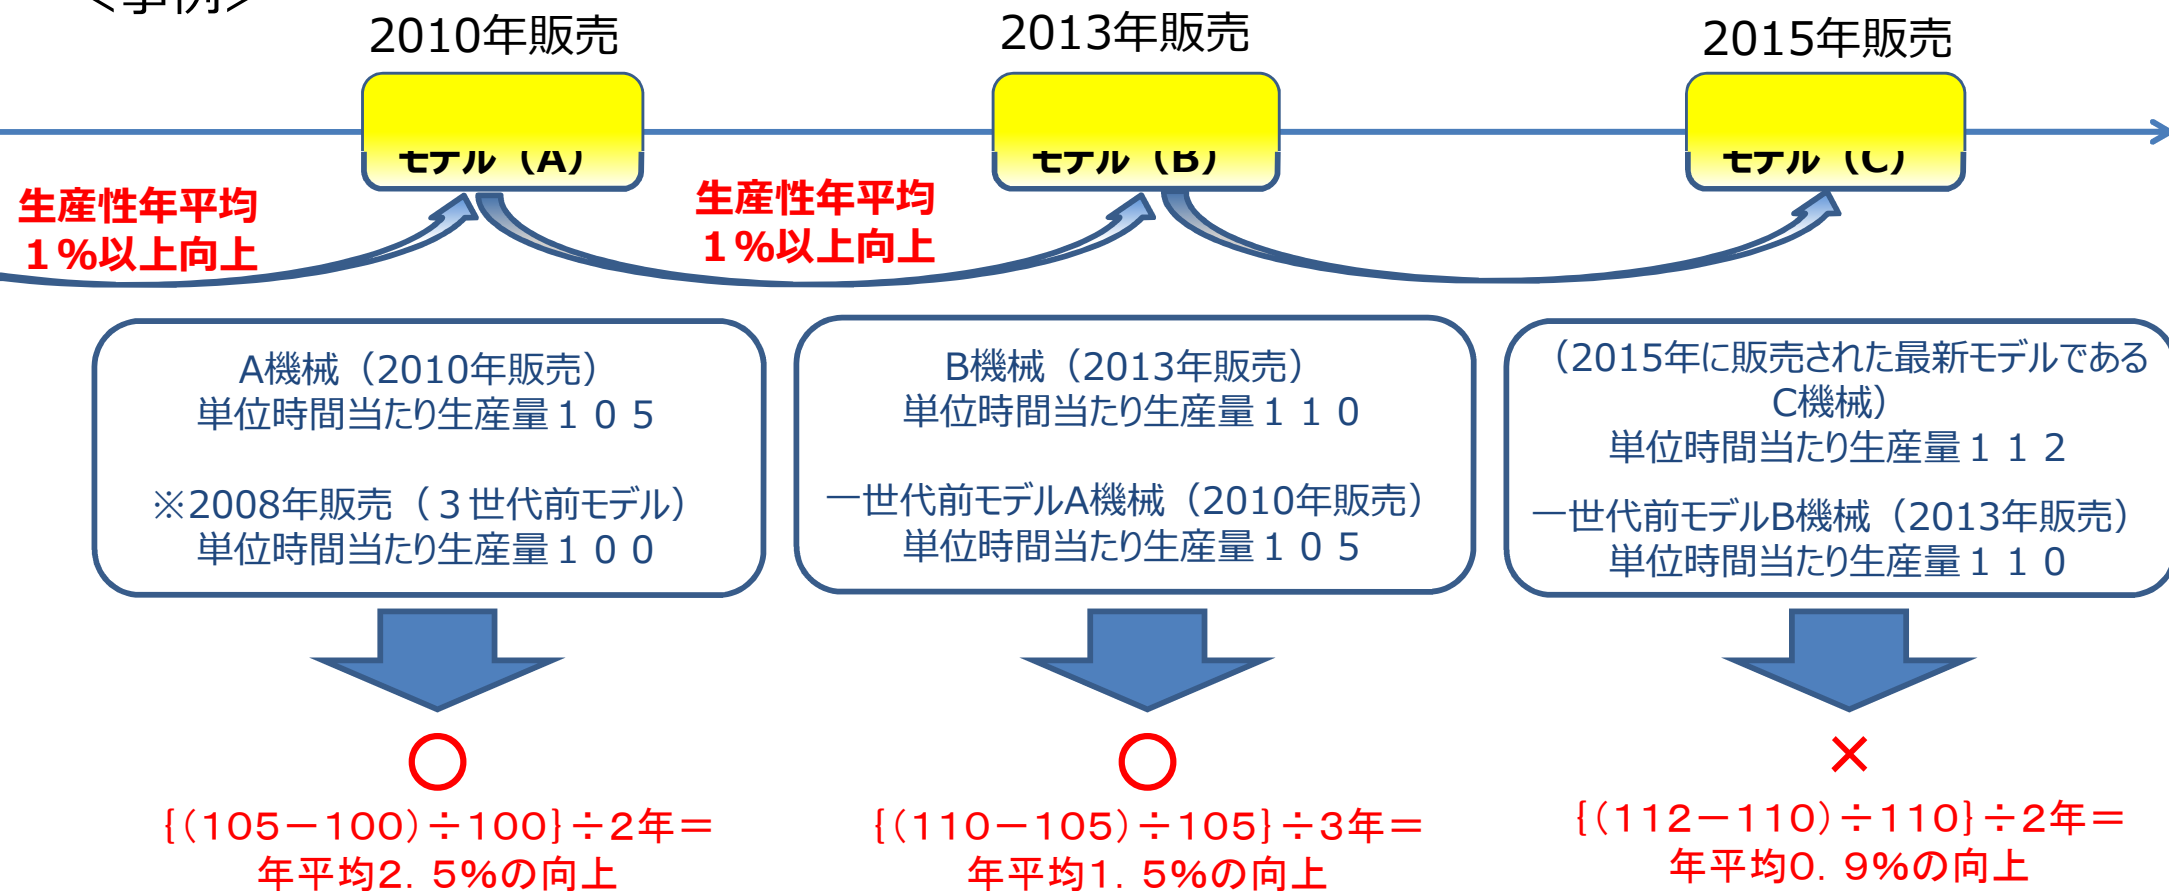 <事例>
2010年販売
2013年販売
2015年販売
モデル（A）
モデル（B）
モデル（C）
生産性年平均
１％以上向上
生産性年平均
１％以上向上
A機械（2010年販売）
単位時間当たり生産量１０５
※2008年販売（３世代前モデル）
単位時間当たり生産量１００
B機械（2013年販売）
単位時間当たり生産量１１０
一世代前モデルA機械（2010年販売）
単位時間当たり生産量１０５
（2015年に販売された最新モデルである
C機械）
単位時間当たり生産量１１２
一世代前モデルB機械（2013年販売）
単位時間当たり生産量１１０
○
｛（105－100）÷100｝÷2年＝
年平均2．5％の向上
○
｛（110－105）÷105｝÷3年＝
年平均1．5％の向上
×
｛（112－110）÷110｝÷2年＝
年平均0．9％の向上